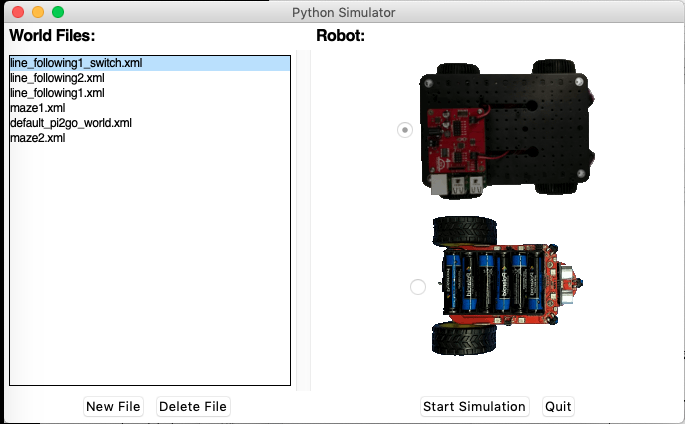 Python Simulator
World Files:
Robot:
line_following1_switch.xml
line_following2.xml
line_following1.xml
maze1.xml
default_pi2go_world.xml
maze2.xml
New File
Delete File
Start Simulation
Quit